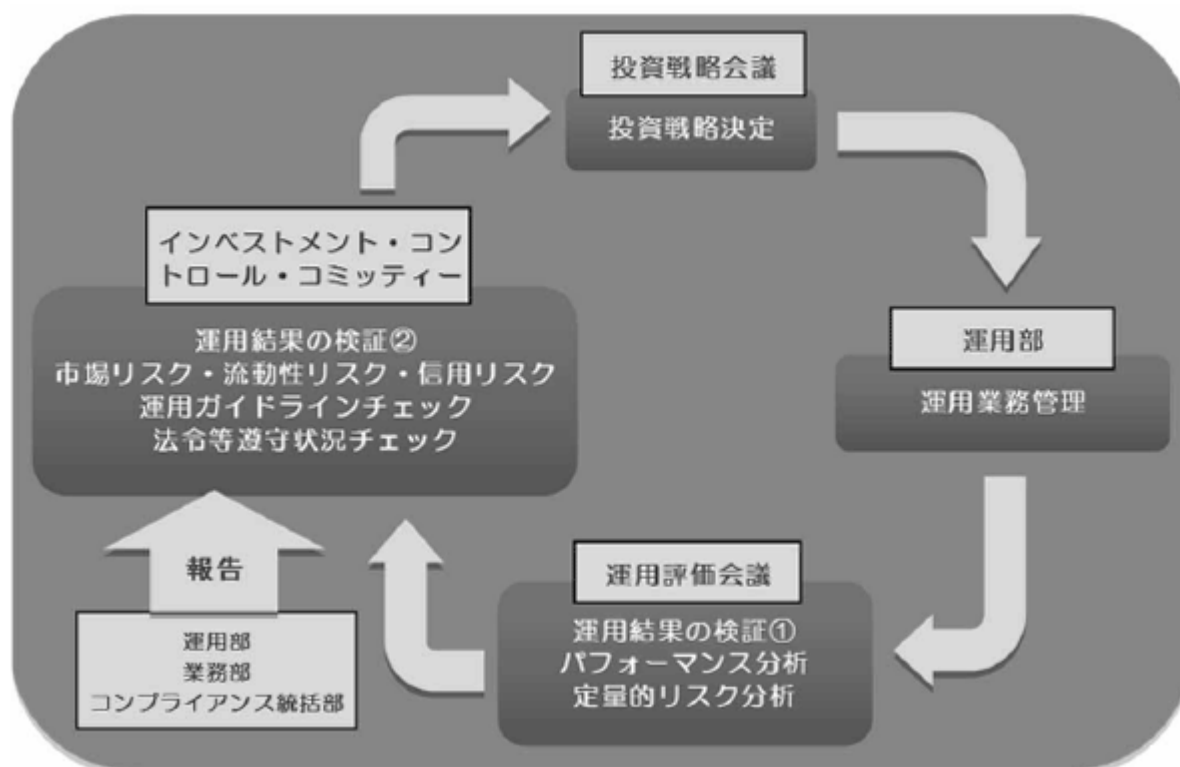 投資戦略会議
投資戦略決定
インベストメント・コン
トロール・コミッティー
運用結果の検証②
市場リスク・流動性リスク・信用リスク
運用ガイドラインチェック
法令等遵守状況チェック
運用部
運用業務管理
報告
運用部
業務部
コンプライアンス統括部
運用評価会議
運用結果の検証①
パフォーマンス分析
定量的リスク分析